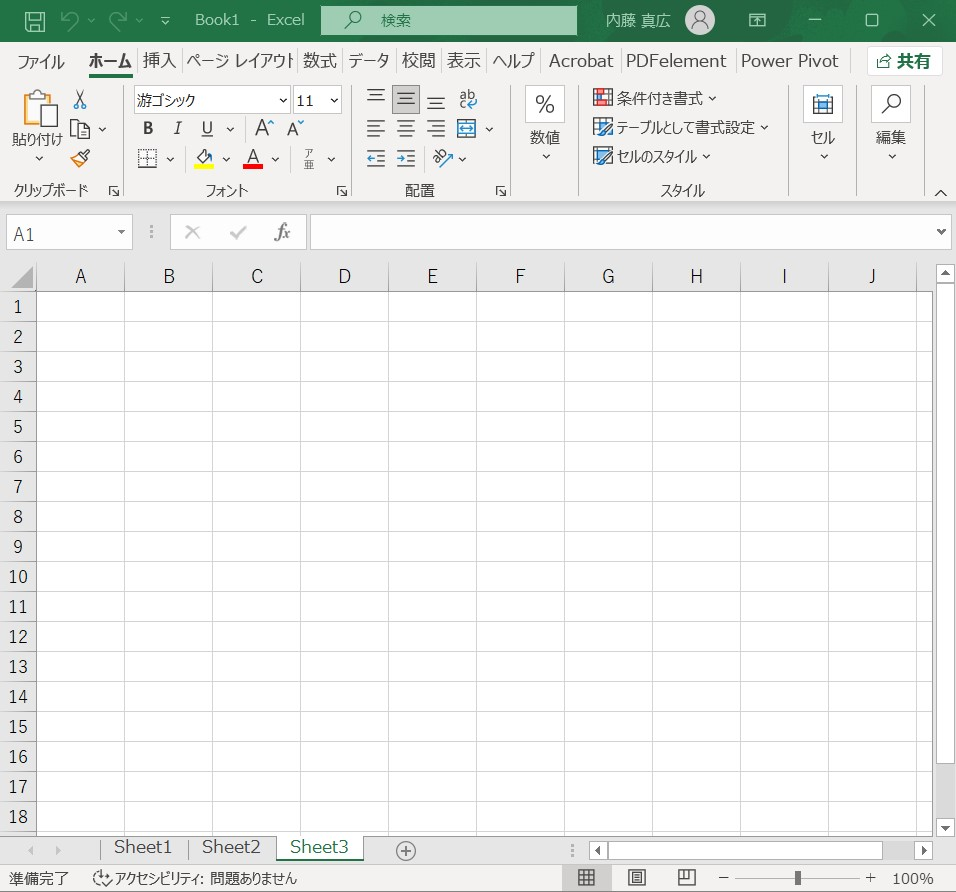 Book1 - Excel 検索 内藤 真広
ファイル ホーム 挿入 ページ レイアウト 数式 データ 校閲 表示 ヘルプ Acrobat PDFelement Power Pivot 共有
游ゴシック 11 ab % 条件付き書式
貼り付け B I U A A 数値 テーブルとして書式設定 セル 編集
A ア 亜 セルのスタイル
クリップボード フォント 配置 スタイル
A1 fx
A B C D E F G H I J
1
2
3
4
5
6
7
8
9
10
11
12
13
14
15
16
17
18
Sheet1 Sheet2 Sheet3
準備完了 アクセシビリティ: 問題ありません 100%